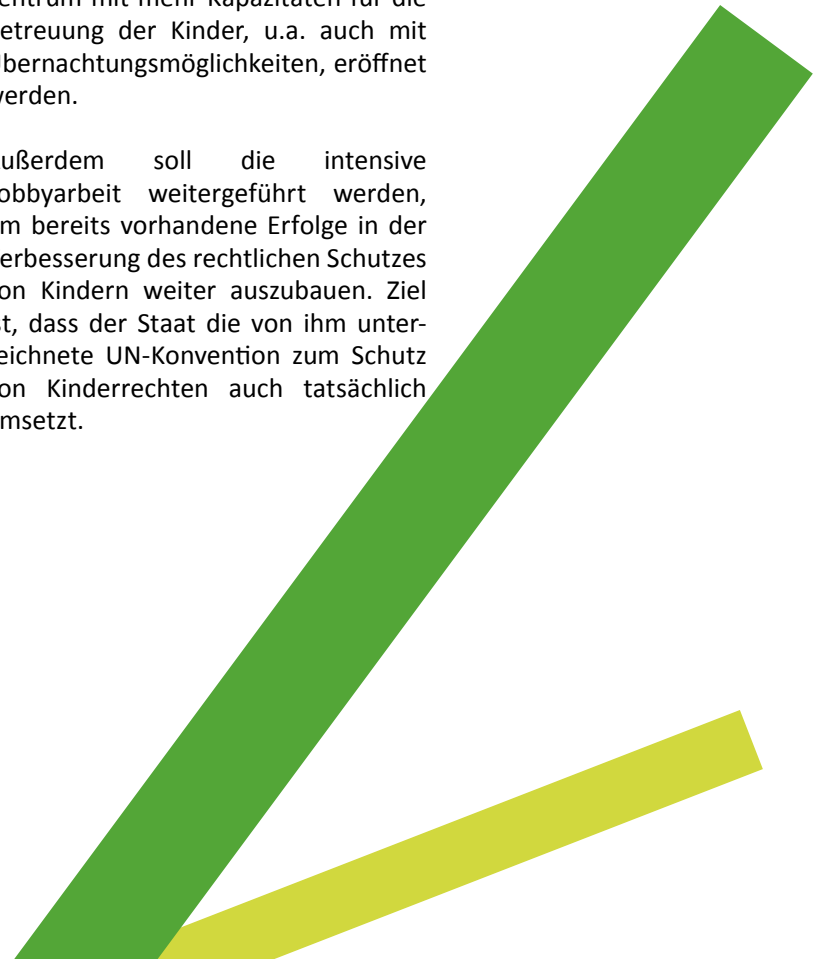 entrum mit mehr Kapazitäten für die
etreuung der Kinder, u.a. auch mit
bernachtungsmöglichkeiten, eröffnet
erden.
ußerdem soll die intensive
obbyarbeit weitergeführt werden,
m bereits vorhandene Erfolge in der
erbesserung des rechtlichen Schutzes
on Kindern weiter auszubauen. Ziel
st, dass der Staat die von ihm unter-
eichnete UN-Konvention zum Schutz
on Kinderrechten auch tatsächlich
msetzt.